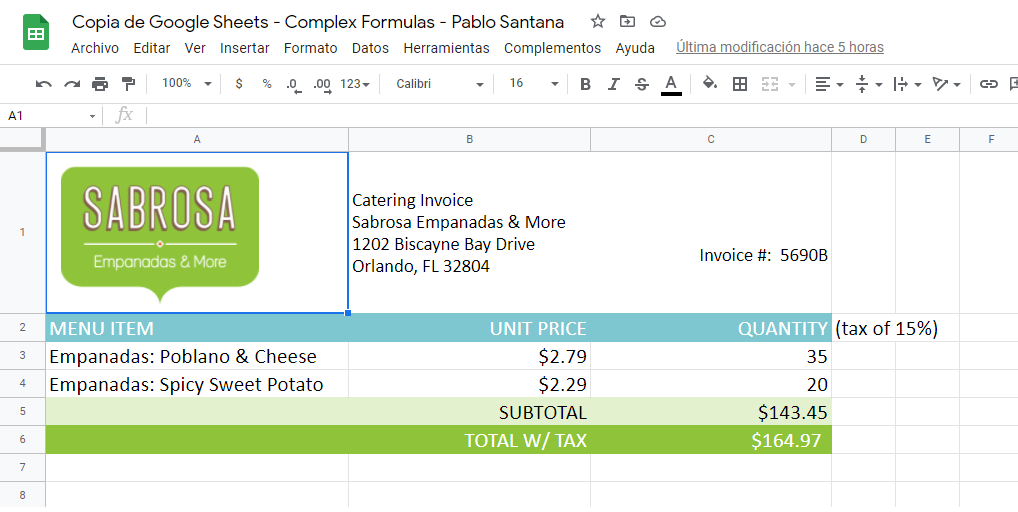 Copia de Google Sheets - Complex Formulas - Pablo Santana
Archivo Editar Ver Insertar Formato Datos Herramientas Complementos Ayuda Última modificación hace 5 horas
100% $ % .0 .00 123 Calibri 16 B I S A
A1 fx
A B C D E F
1
SABROSA
Empanadas & More
Catering Invoice
Sabrosa Empanadas & More
1202 Biscayne Bay Drive
Orlando, FL 32804
Invoice #: 5690B
2 MENU ITEM UNIT PRICE QUANTITY (tax of 15%)
3 Empanadas: Poblano & Cheese $2.79 35
4 Empanadas: Spicy Sweet Potato $2.29 20
5 SUBTOTAL $143.45
6 TOTAL W/ TAX $164.97
7
8